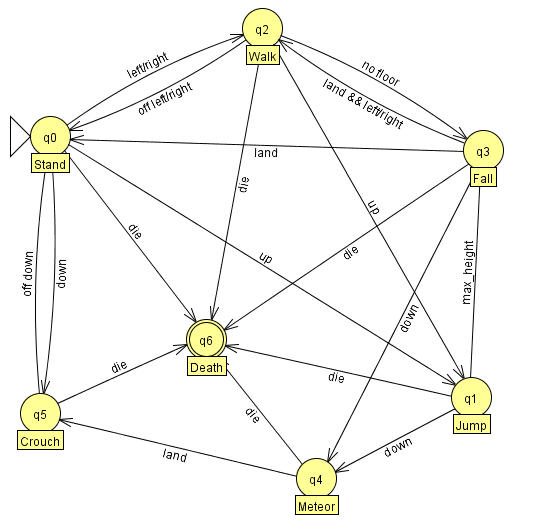 q2
Walk
left/right
off left/right
no floor
land && left/right
q0
Stand
q3
Fall
land
die
up
die
die
up
max_height
off down
down
down
q6
Death
die
die
q5
Crouch
q1
Jump
die
down
land
q4
Meteor